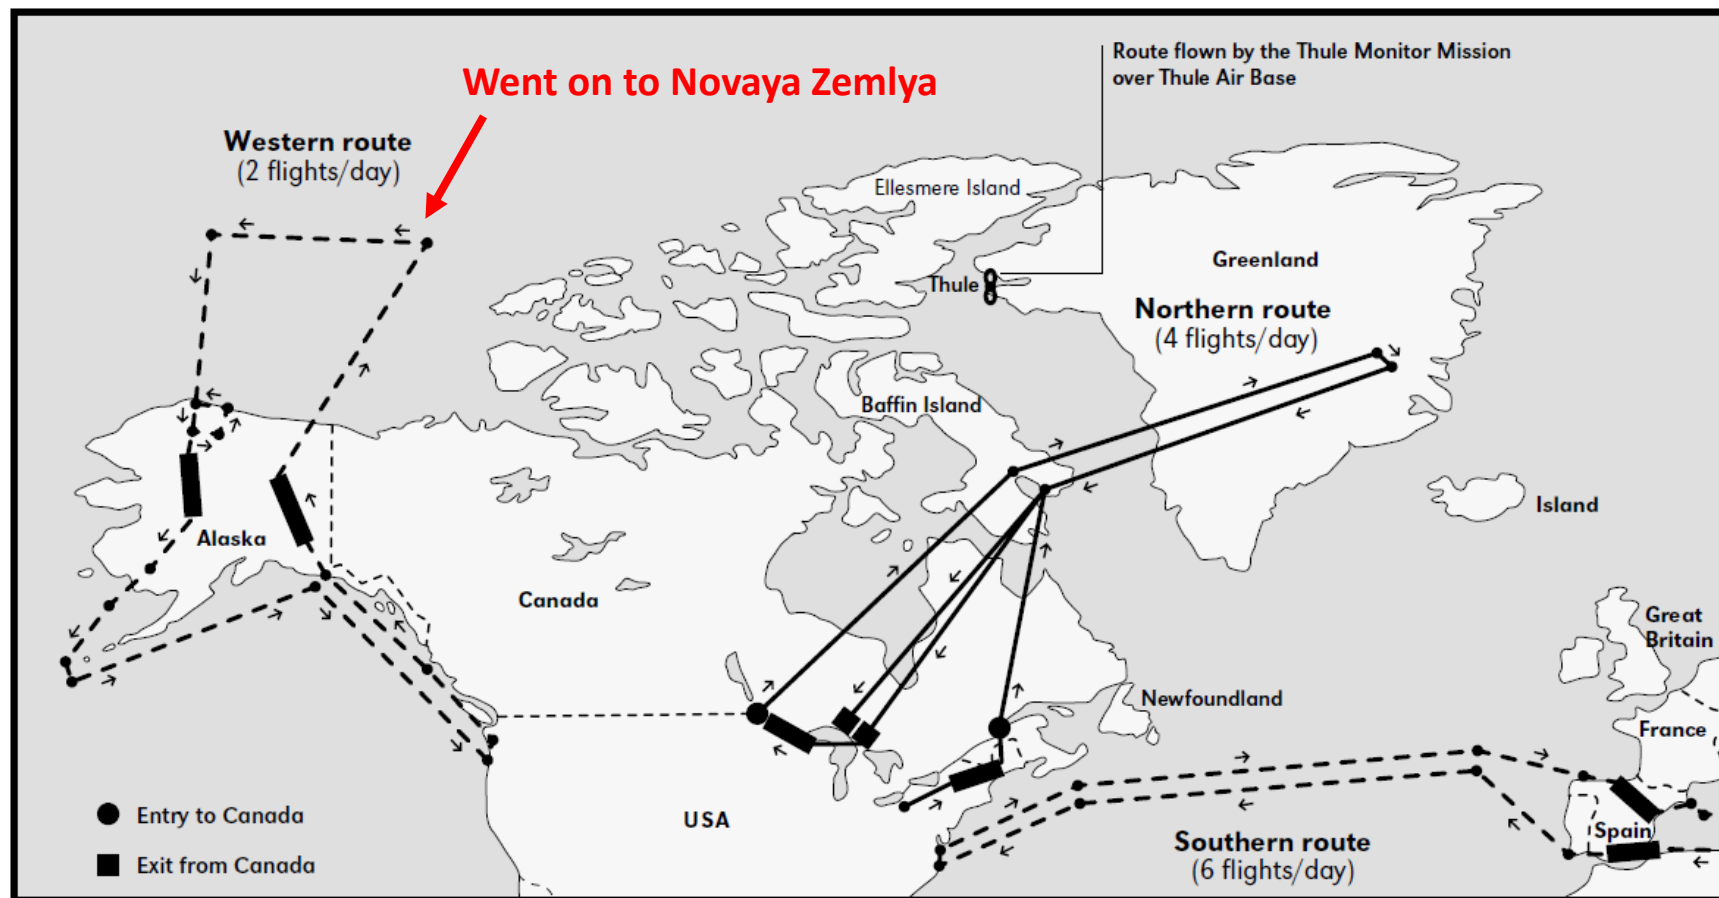 Went on to Novaya Zemlya
Route flown by the Thule Monitor Mission
over Thule Air Base
Western route
(2 flights/day)
Ellesmere Island
Greenland
Thule
Northern route
(4 flights/day)
Baffin Island
Island
Alaska
Canada
Great
Britain
Newfoundland
France
Entry to Canada
USA
Spain
Southern route
(6 flights/day)
Exit from Canada